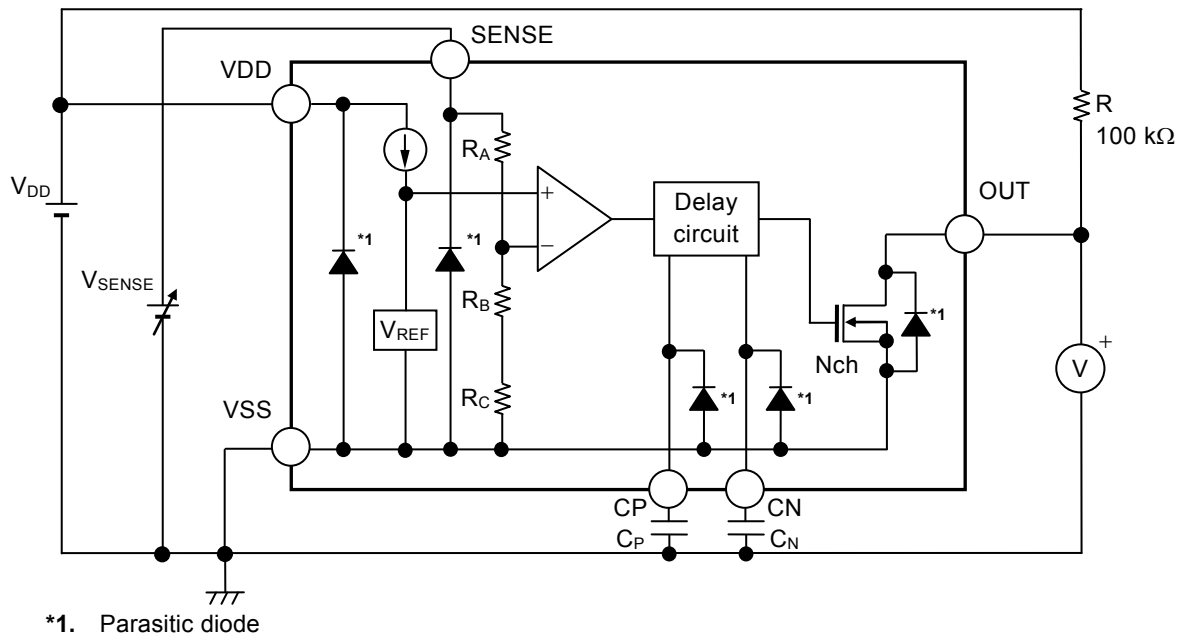 SENSE
VDD
R
100 kΩ
VDD
*1
*1
RA
+
−
Delay
circuit
OUT
VSENSE
VREF
RB
RC
*1
*1
Nch
*1
+
V
VSS
CP
CN
CP
CN
*1. Parasitic diode